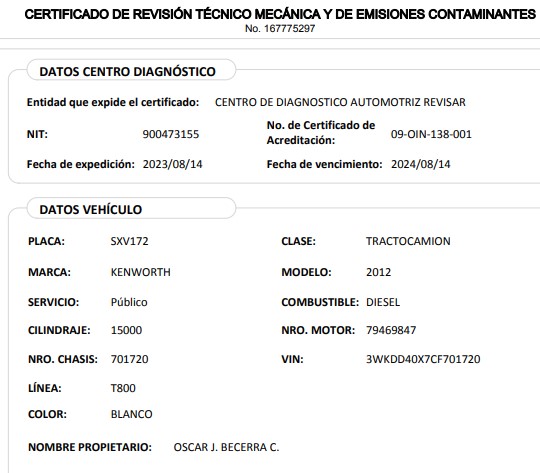 CERTIFICADO DE REVISIÓN TÉCNICO MECÁNICA Y DE EMISIONES CONTAMINANTES
No. 167775297
DATOS CENTRO DIAGNÓSTICO
Entidad que expide el certificado: CENTRO DE DIAGNOSTICO AUTOMOTRIZ REVISAR
NIT: 900473155 No. de Certificado de Acreditación: 09-OIN-138-001
Fecha de expedición: 2023/08/14 Fecha de vencimiento: 2024/08/14
DATOS VEHÍCULO
PLACA: SXV172 CLASE: TRACTOCAMION
MARCA: KENWORTH MODELO: 2012
SERVICIO: Público COMBUSTIBLE: DIESEL
CILINDRAJE: 15000 NRO. MOTOR: 79469847
NRO. CHASIS: 701720 VIN: 3WKDD40X7CF701720
LÍNEA: T800
COLOR: BLANCO
NOMBRE PROPIETARIO: OSCAR J. BECERRA C.